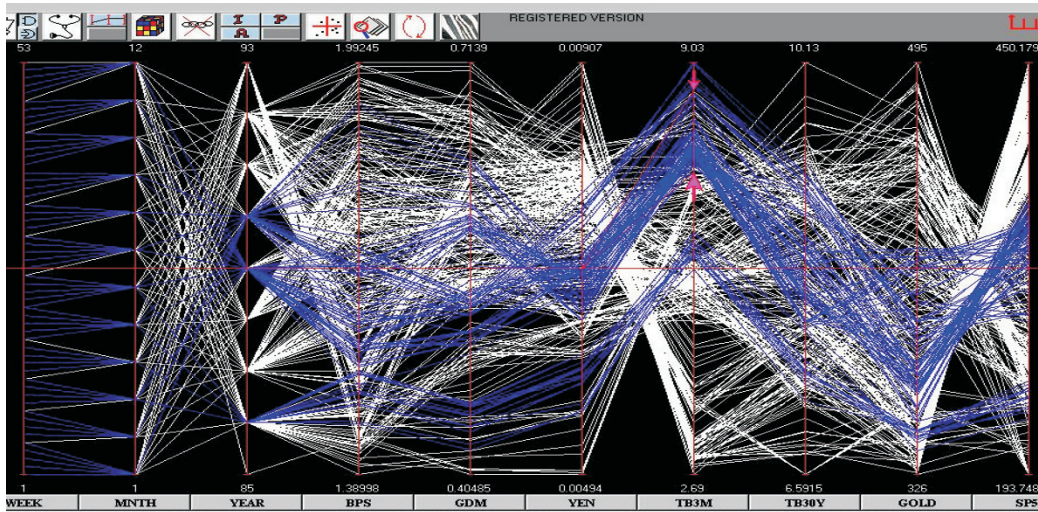 REGISTERED VERSION
I P
A
53 12 93 1.99245 0.7139 0.00907 9.03 10.13 495 450.179
1 1 85 1.38998 0.40485 0.00494 2.69 6.5915 326 193.748
WEEK MNTH YEAR BPS GDM YEN TB3M TB30Y GOLD SP5